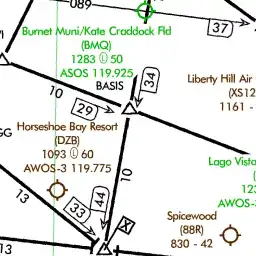 089
37
Burnet Muni/Kate Craddock Fld
(BMQ)
1283 Ⓛ 50
ASOS 119.925
BASIS
34
Liberty Hill Air
(XS12
1161 -
10
29
Horseshoe Bay Resort
(DZB)
1093 Ⓛ 60
AWOS-3 119.775
GG
Lago Vista
(
12
AWOS-3
10
44
33
13
Spicewood
(88R)
830 - 42
13